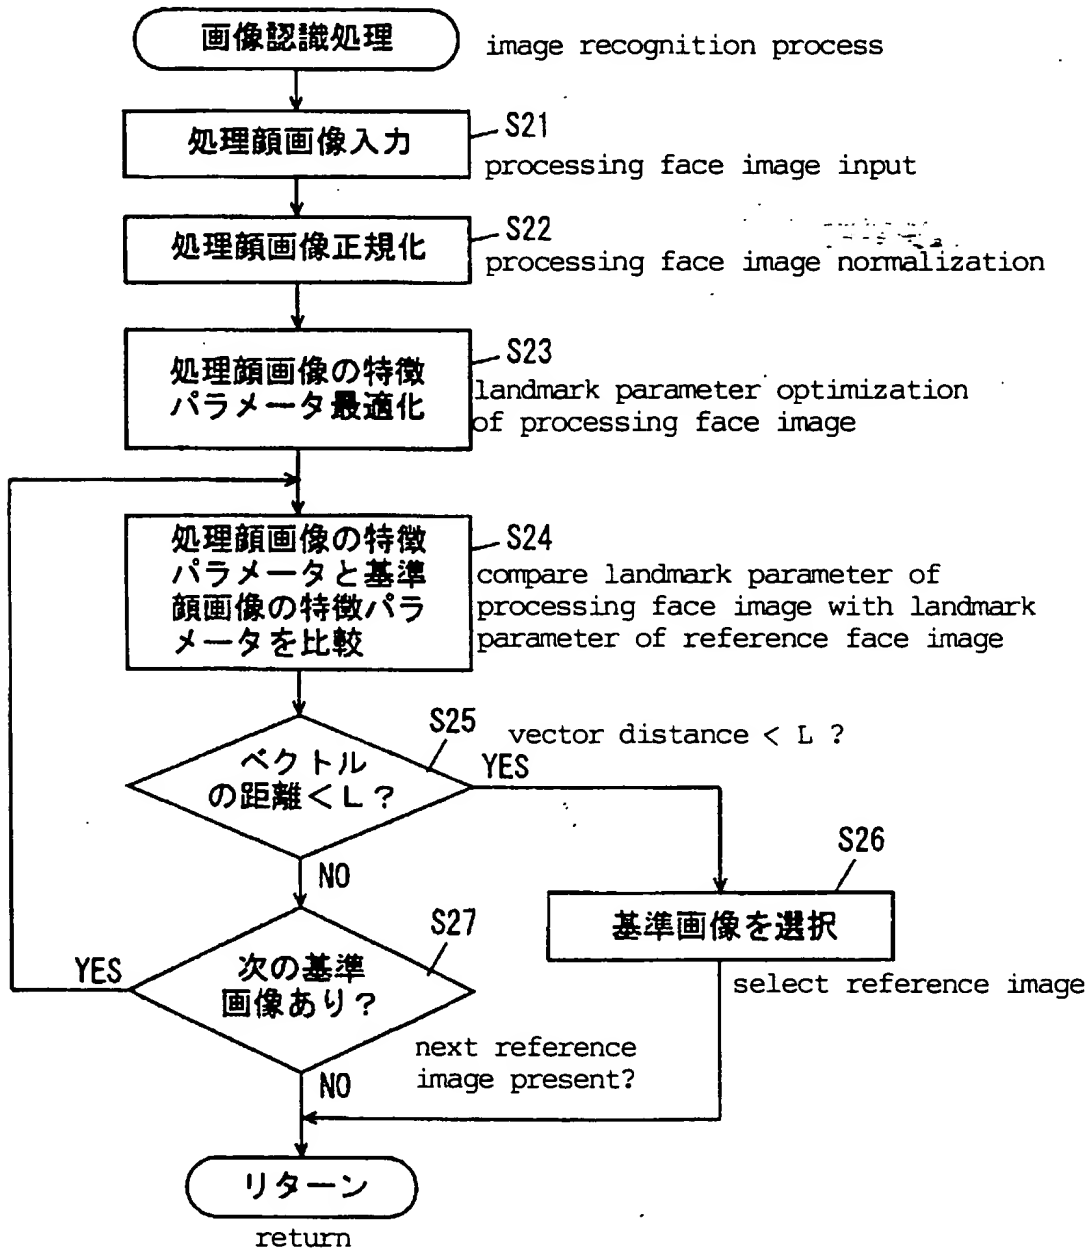 画像認識処理
image recognition process
処理顔画像入力
S21
processing face image input
処理顔画像正規化
S22
processing face image normalization
処理顔画像の特徴
パラメータ最適化
S23
landmark parameter optimization
of processing face image
処理顔画像の特徴
パラメータと基準
顔画像の特徴パラ
メータを比較
S24
compare landmark parameter of
processing face image with landmark
parameter of reference face image
S25
vector distance < L ?
ベクトル
の距離<L?
YES
NO
S26
基準画像を選択
select reference image
S27
次の基準
画像あり?
YES
next reference
image present?
NO
リターン
return